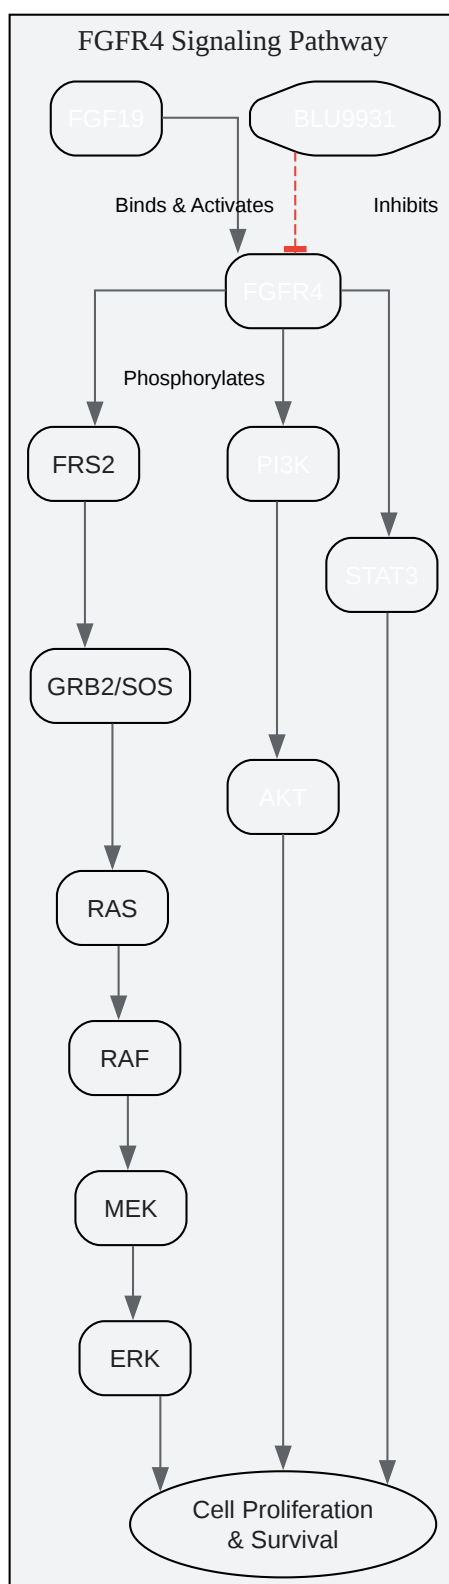 FGFR4 Signaling Pathway
FGF19
BLU9931
Binds & Activates
Inhibits
FGFR4
Phosphorylates
FRS2
PI3K
STAT3
GRB2/SOS
AKT
RAS
RAF
MEK
ERK
Cell Proliferation
& Survival